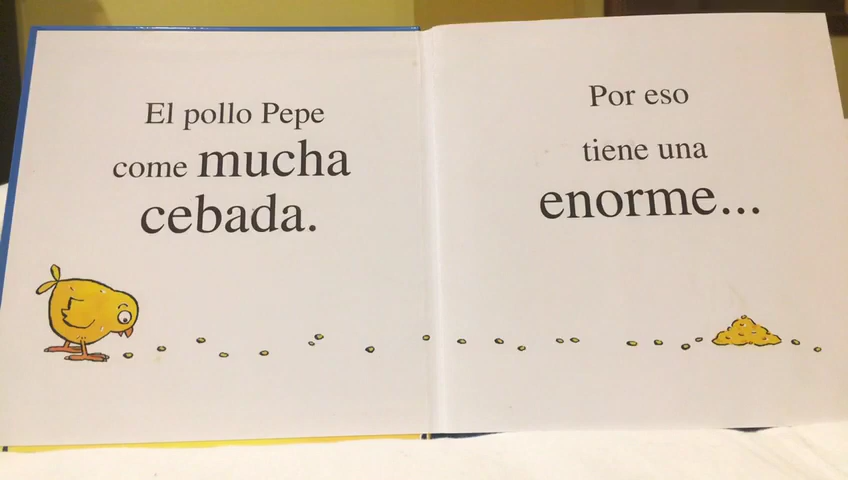 El pollo Pepe
come mucha
cebada.
Por eso
tiene una
enorme...